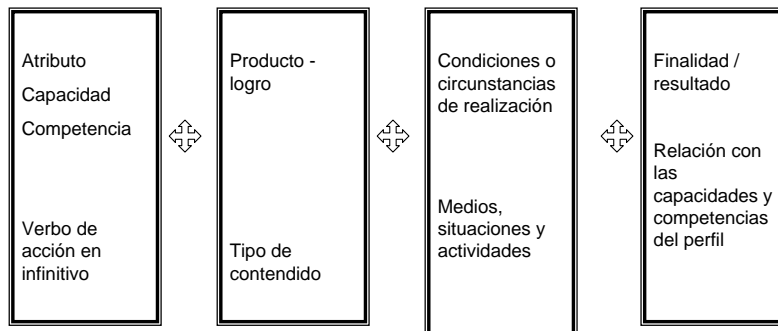 Atributo
Capacidad
Competencia
Verbo de
acción en
infinitivo
Producto -
logro
Tipo de
contendido
Condiciones o
circunstancias
de realización
Medios,
situaciones y
actividades
Finalidad /
resultado
Relación con
las
capacidades y
competencias
del perfil